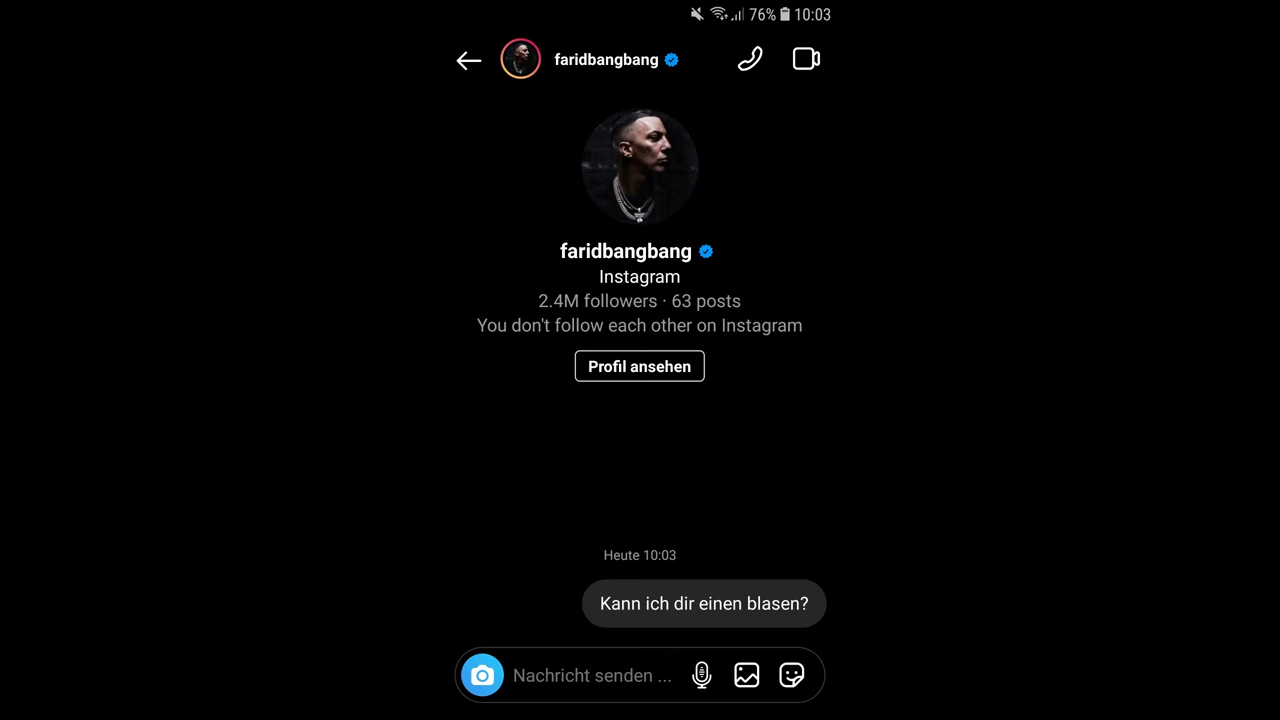 76% 10:03
faridbangbang
faridbangbang
Instagram
2.4M followers · 63 posts
You don't follow each other on Instagram
Profil ansehen
Heute 10:03
Kann ich dir einen blasen?
Nachricht senden ...